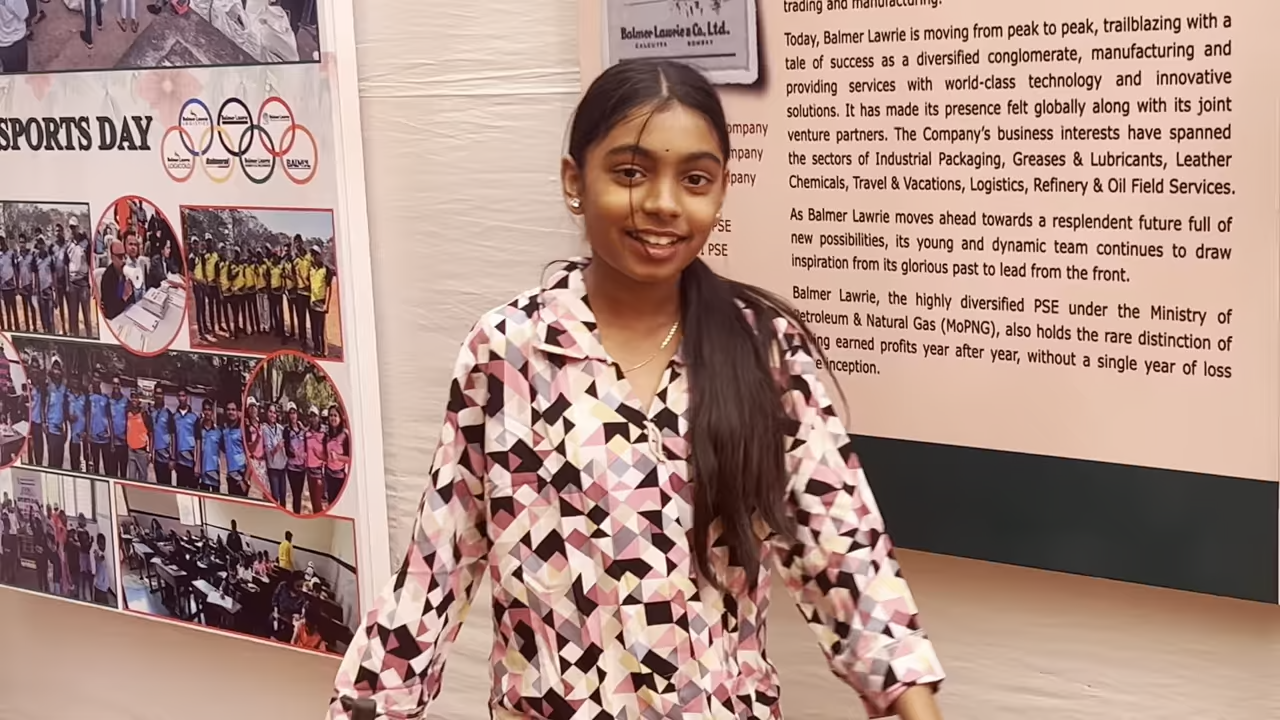 SPORTS DAY
Balmer Lawrie
Balmer Lawrie & Co. Ltd.
CALCUTTA BOMBAY
trading and manufacturing.
Today, Balmer Lawrie is moving from peak to peak, trailblazing with a
tale of success as a diversified conglomerate, manufacturing and
providing services with world-class technology and innovative
solutions. It has made its presence felt globally along with its joint
venture partners. The Company's business interests have spanned
the sectors of Industrial Packaging, Greases & Lubricants, Leather
Chemicals, Travel & Vacations, Logistics, Refinery & Oil Field Services.
As Balmer Lawrie moves ahead towards a resplendent future full of
new possibilities, its young and dynamic team continues to draw
inspiration from its glorious past to lead from the front.
Balmer Lawrie, the highly diversified PSE under the Ministry of
Petroleum & Natural Gas (MoPNG), also holds the rare distinction of
earned profits year after year, without a single year of loss
inception.
PSE
PSE